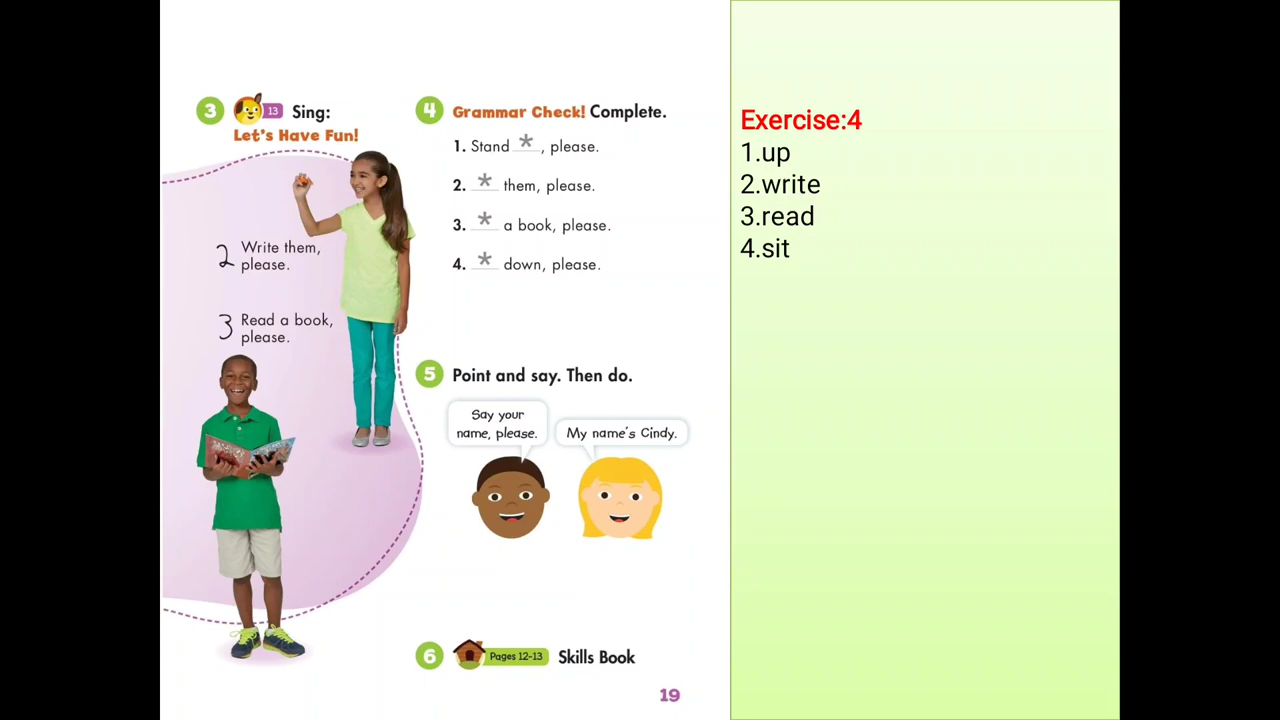 3 13 Sing:
Let's Have Fun!
2 Write them,
please.
3 Read a book,
please.
4 Grammar Check! Complete.
1. Stand *, please.
2. * them, please.
3. * a book, please.
4. * down, please.
5 Point and say. Then do.
Say your
name, please.
My name's Cindy.
6 Pages 12-13 Skills Book
19
Exercise:4
1.up
2.write
3.read
4.sit